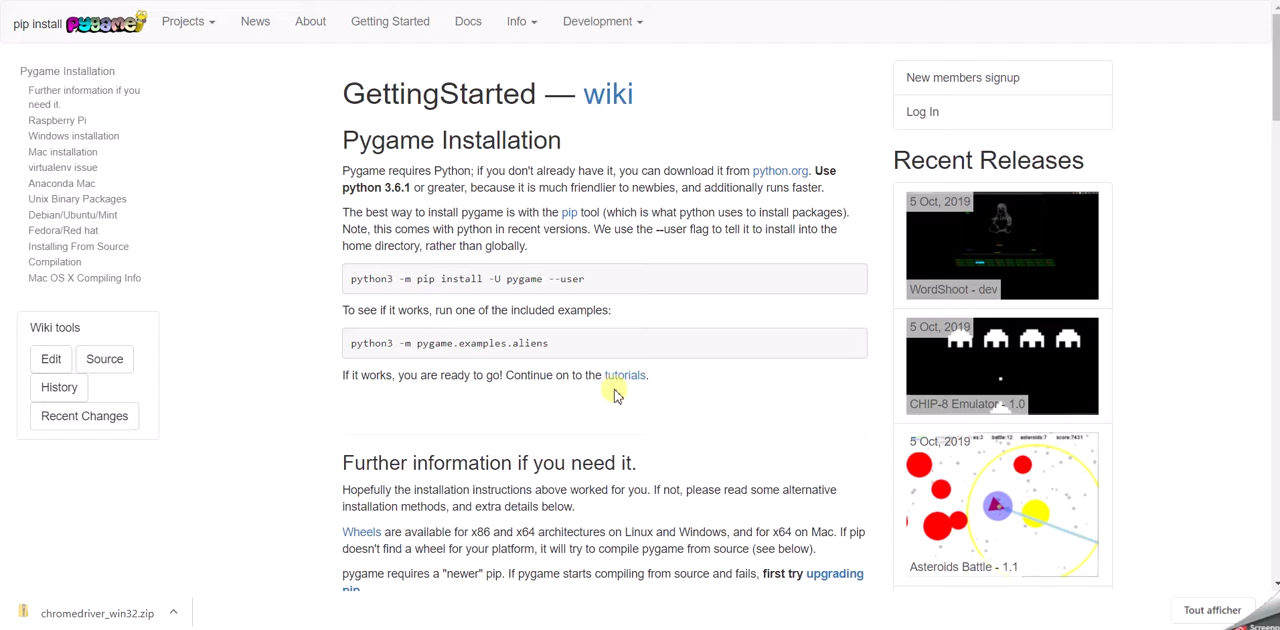 pip install pygame
Projects
News
About
Getting Started
Docs
Info
Development
Pygame Installation
Further information if you
need it.
Raspberry Pi
Windows installation
Mac installation
virtualenv issue
Anaconda Mac
Unix Binary Packages
Debian/Ubuntu/Mint
Fedora/Red hat
Installing From Source
Compilation
Mac OS X Compiling Info
Wiki tools
Edit
Source
History
Recent Changes
GettingStarted — wiki
Pygame Installation
Pygame requires Python; if you don't already have it, you can download it from python.org. Use
python 3.6.1 or greater, because it is much friendlier to newbies, and additionally runs faster.
The best way to install pygame is with the pip tool (which is what python uses to install packages).
Note, this comes with python in recent versions. We use the --user flag to tell it to install into the
home directory, rather than globally.
python3 -m pip install -U pygame --user
To see if it works, run one of the included examples:
python3 -m pygame.examples.aliens
If it works, you are ready to go! Continue on to the tutorials.
Further information if you need it.
Hopefully the installation instructions above worked for you. If not, please read some alternative
installation methods, and extra details below.
Wheels are available for x86 and x64 architectures on Linux and Windows, and for x64 on Mac. If pip
doesn't find a wheel for your platform, it will try to compile pygame from source (see below).
pygame requires a "newer" pip. If pygame starts compiling from source and fails, first try upgrading
pip
New members signup
Log In
Recent Releases
5 Oct, 2019
WordShoot - dev
5 Oct, 2019
CHIP-8 Emulator - 1.0
5 Oct, 2019
battle:12 asteroids:7 score:7431
Asteroids Battle - 1.1
chromedriver_win32.zip
Tout afficher